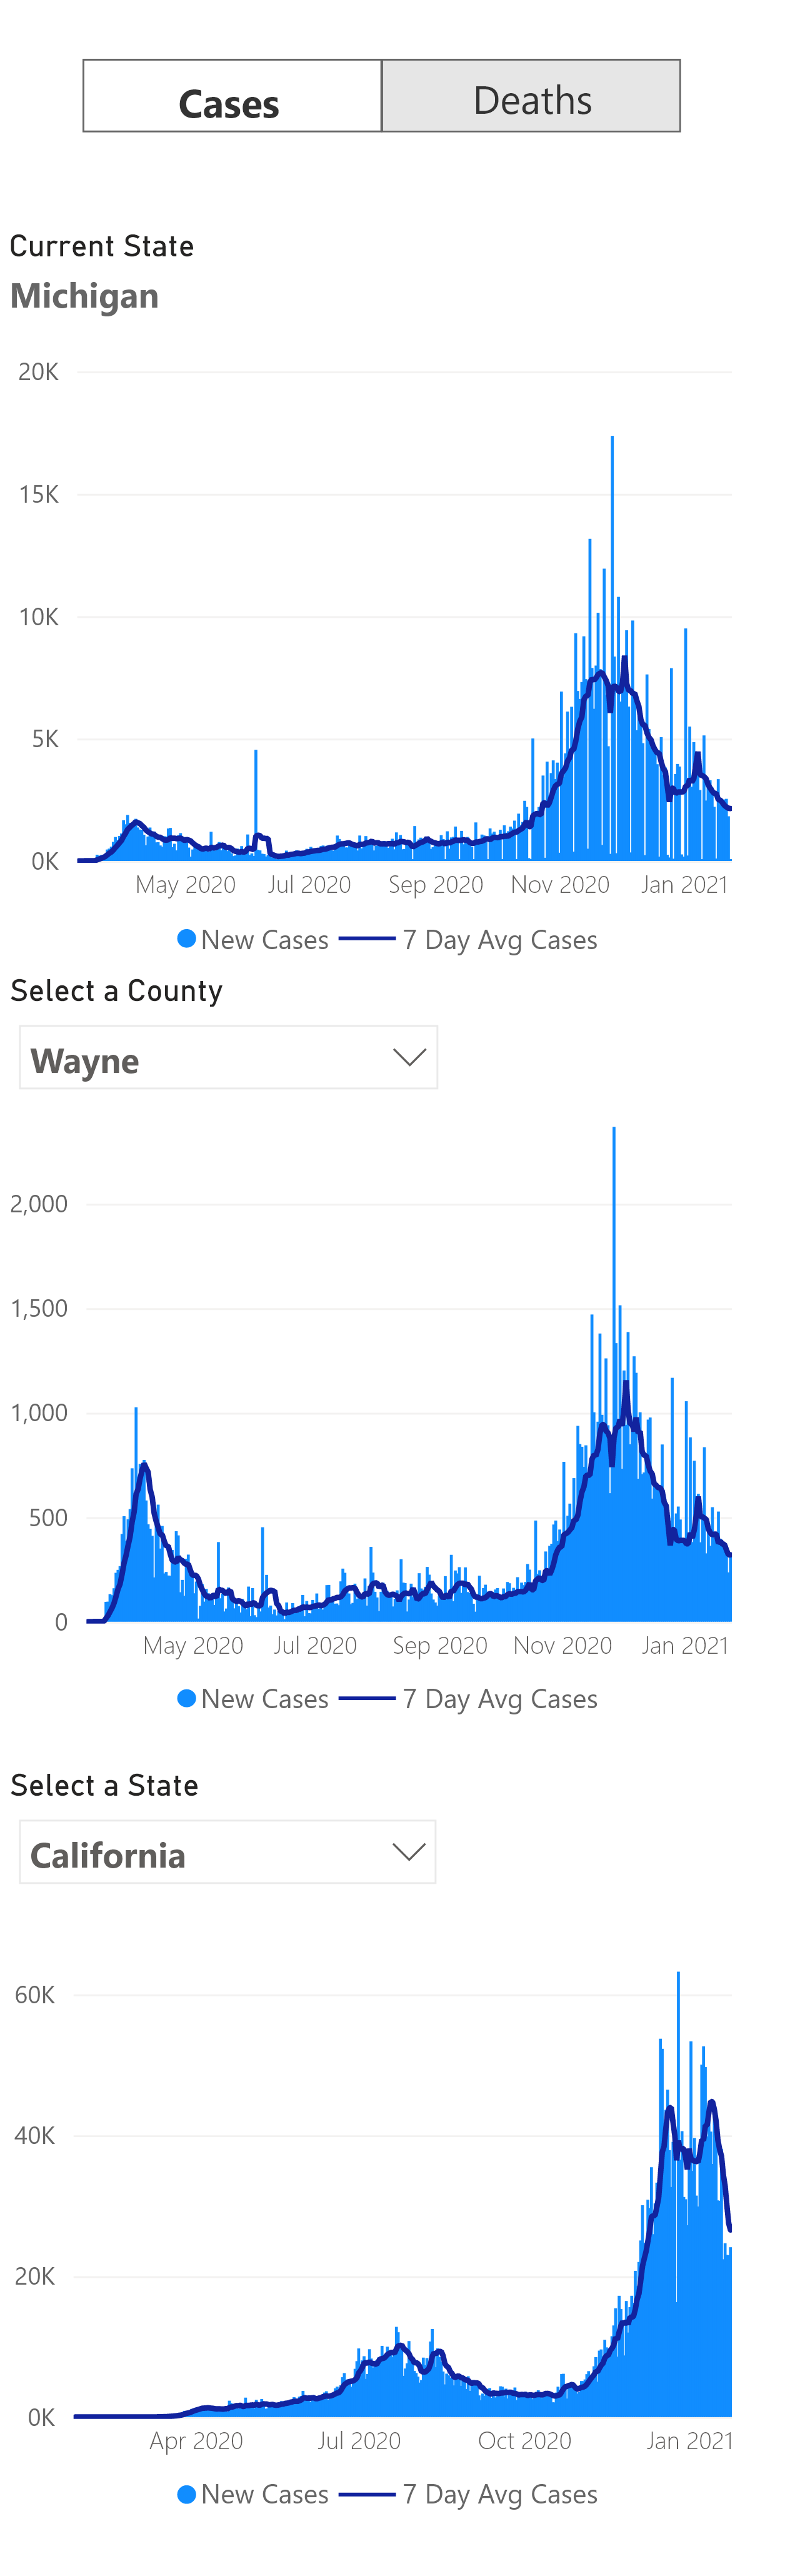 Cases Deaths
Current State
Michigan
20K
15K
10K
5K
0K
May 2020 Jul 2020 Sep 2020 Nov 2020 Jan 2021
New Cases 7 Day Avg Cases
Select a County
Wayne
2,000
1,500
1,000
500
0
May 2020 Jul 2020 Sep 2020 Nov 2020 Jan 2021
New Cases 7 Day Avg Cases
Select a State
California
60K
40K
20K
0K
Apr 2020 Jul 2020 Oct 2020 Jan 2021
New Cases 7 Day Avg Cases